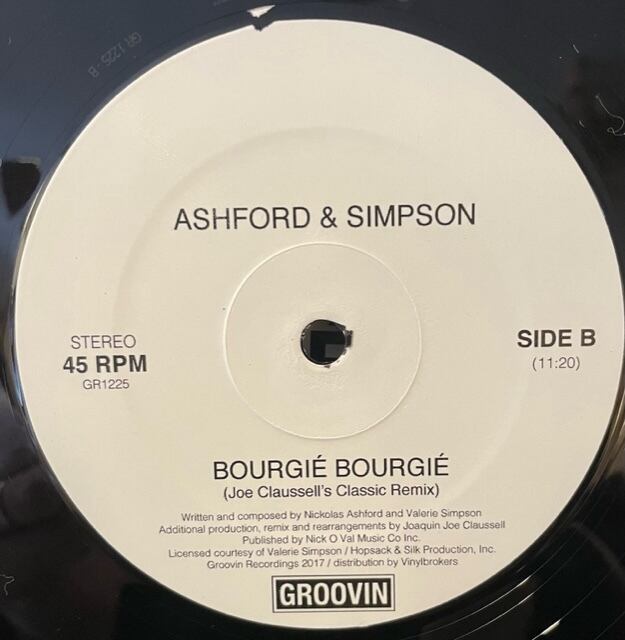 GR 1225 - B
ASHFORD & SIMPSON
STEREO
45 RPM
GR1225
SIDE B
(11:20)
BOURGIÉ BOURGIÉ
(Joe Claussell's Classic Remix)
Written and composed by Nickolas Ashford and Valerie Simpson
Additional production, remix and rearrangements by Joaquin Joe Claussell
Published by Nick O Val Music Co Inc.
Licensed courtesy of Valerie Simpson / Hopsack & Silk Production, Inc.
Groovin Recordings 2017 / distribution by Vinylbrokers
GROOVIN